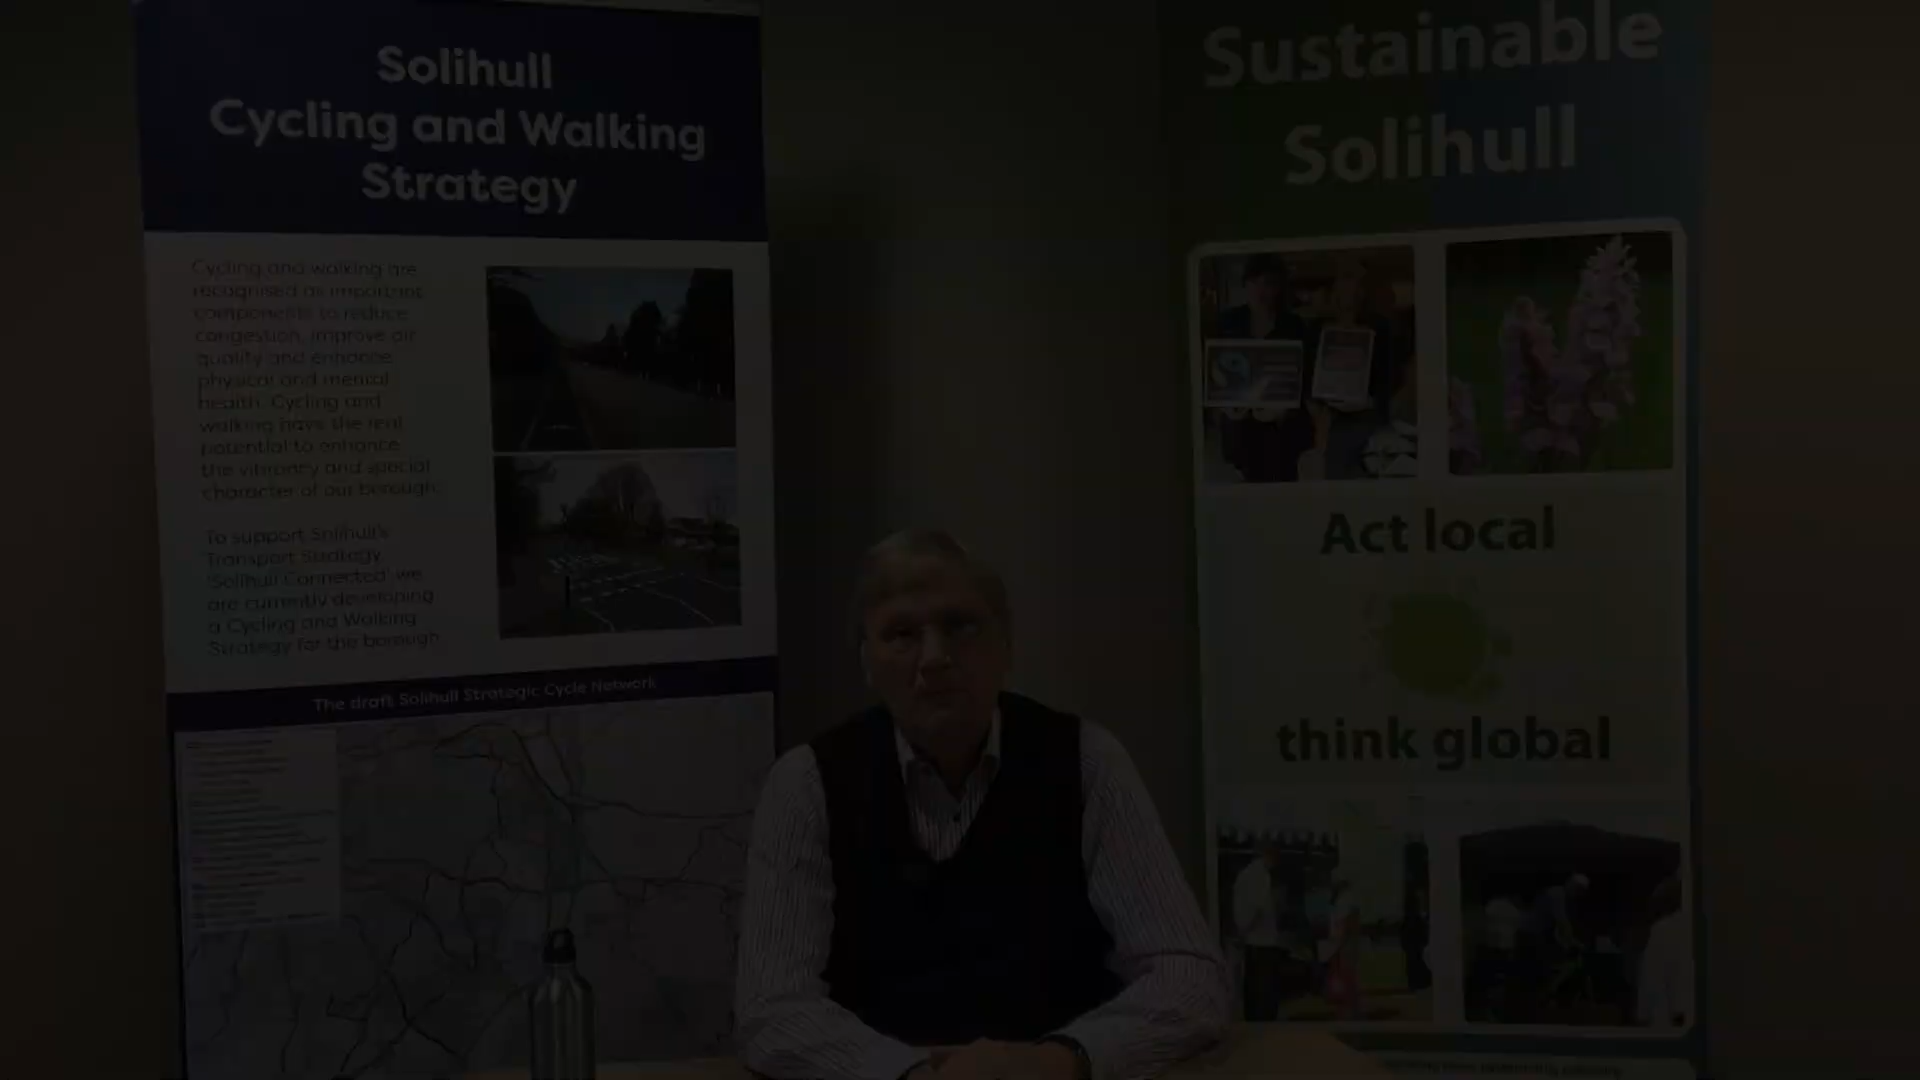 Solihull
Cycling and Walking
Strategy
Cycling and walking are
recognised as important
components to reduce
congestion, improve air
quality and enhance
physical and mental
health. Cycling and
walking have the real
potential to enhance
the vibrancy and special
character of our borough.
To support Solihull's
Transport Strategy
'Solihull Connected' we
are currently developing
a Cycling and Walking
Strategy for the borough
The draft Solihull Strategic Cycle Network
Sustainable
Solihull
Act local
think global